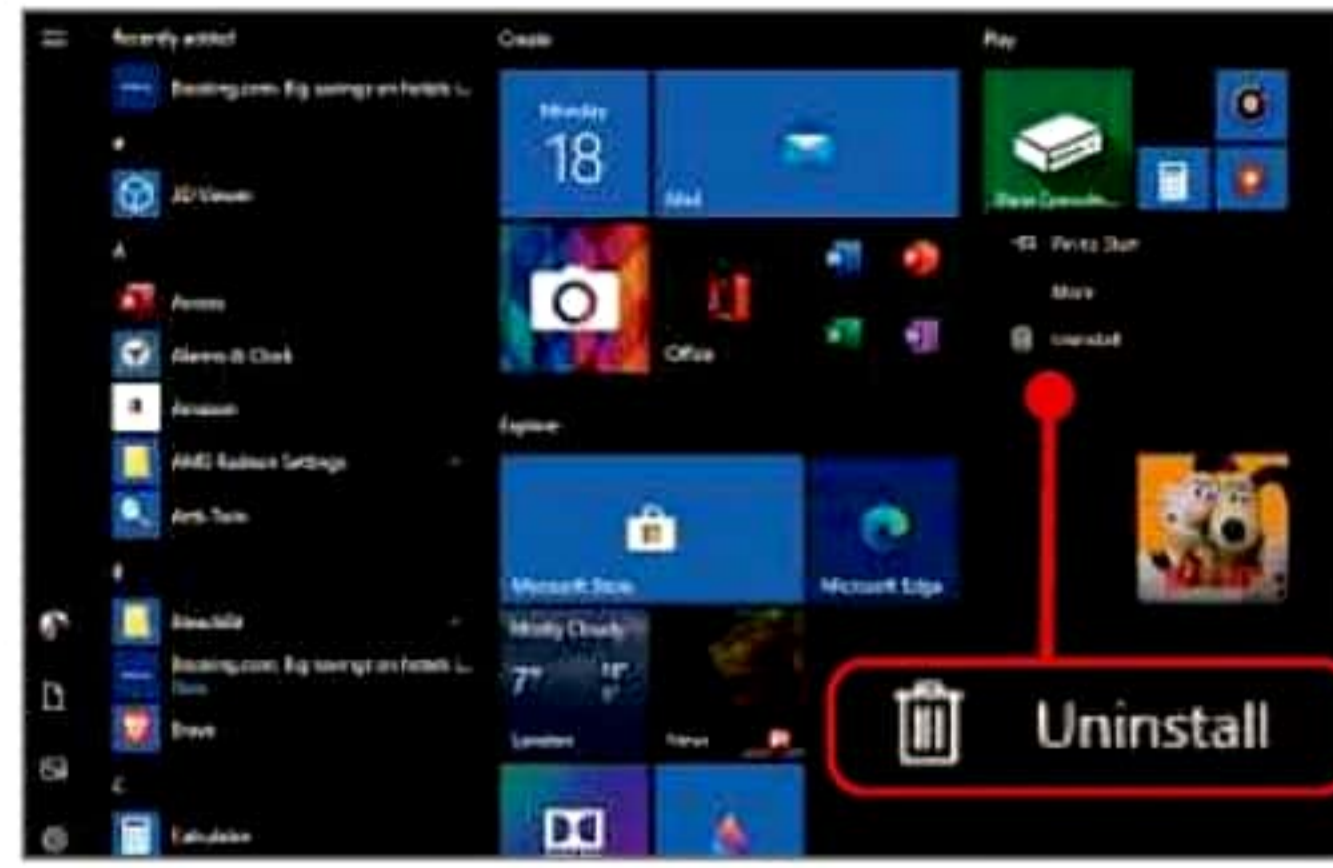 Recently added
Booking.com: Big savings on hotels ...
#
3D Viewer
A
Access
Alarms & Clock
Amazon
AMD Radeon Settings
Anti-Twin
B
BleachBit
Booking.com: Big savings on hotels ...
New
Brave
C
Calculator
Create
Monday
18
Mail
Office
Explore
Microsoft Store
Microsoft Edge
Mostly Cloudy
7°
London
News
Play
Pin to Start
More
Uninstall
Uninstall